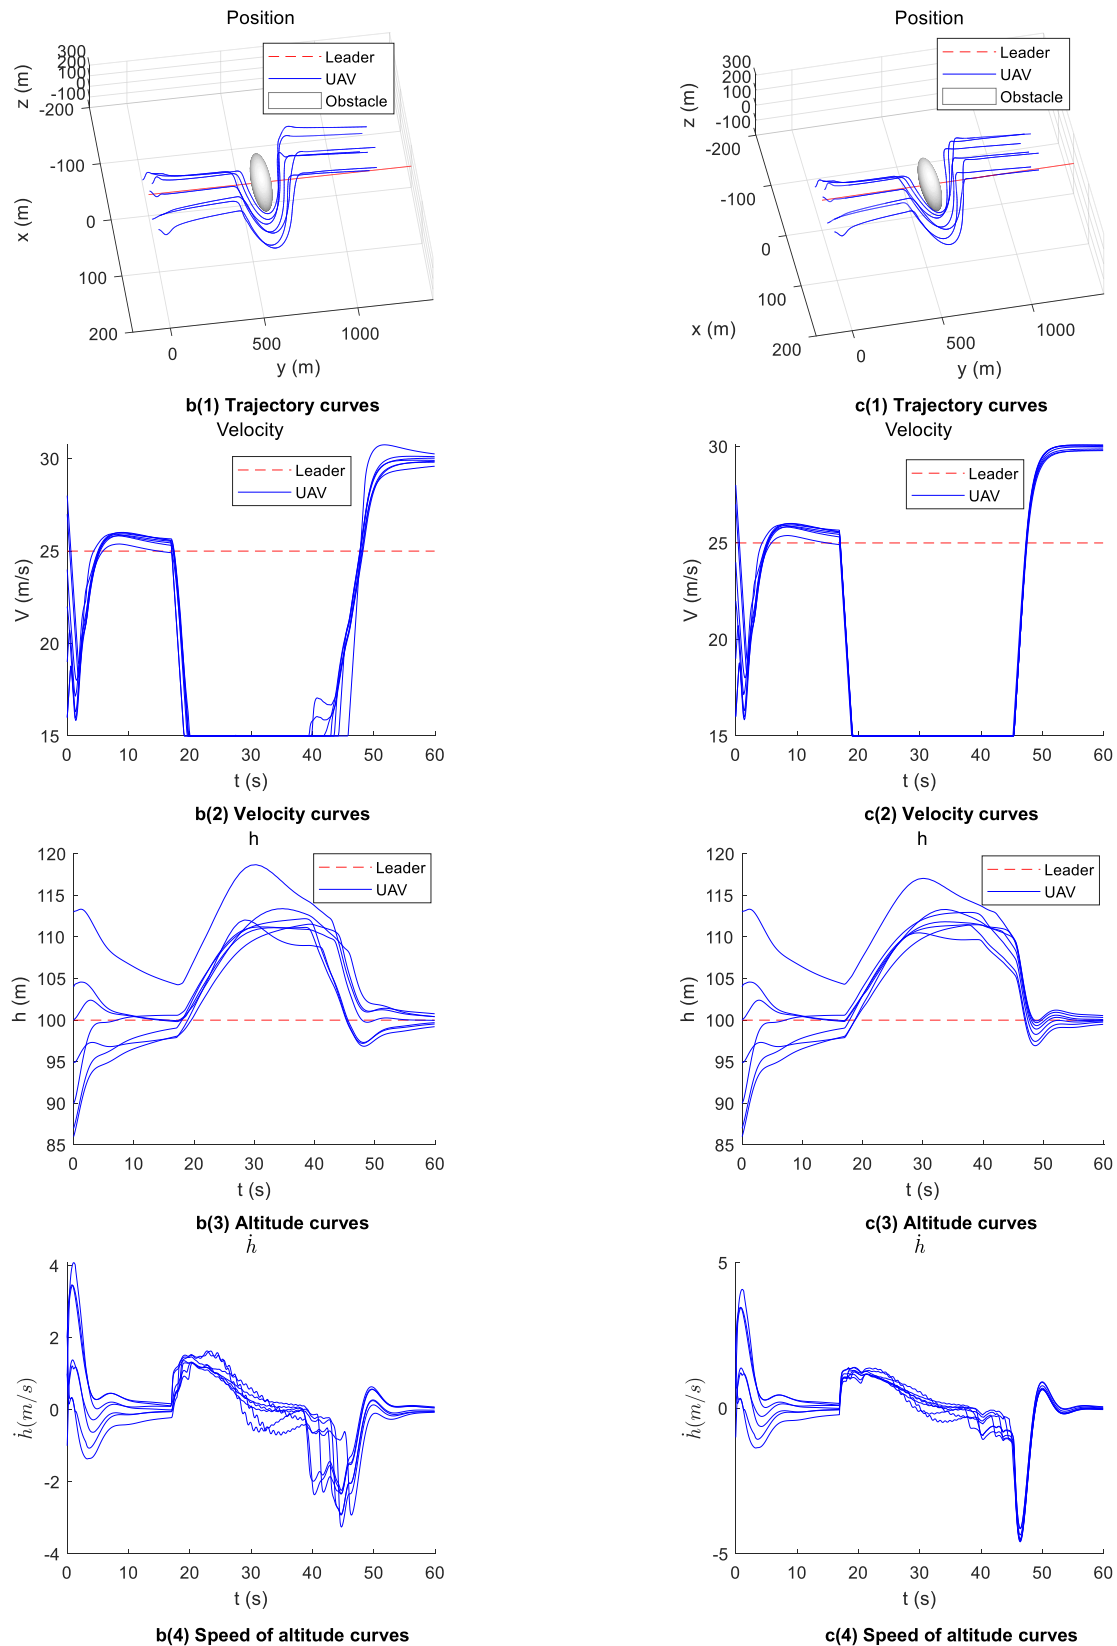 Position
300
200
100
0
-100
-200
z (m)
Leader
UAV
Obstacle
-100
0
100
200
x (m)
0
500
1000
y (m)
b(1) Trajectory curves
Position
300
200
100
0
-100
-200
z (m)
Leader
UAV
Obstacle
-100
0
100
200
x (m)
0
500
1000
y (m)
c(1) Trajectory curves
Velocity
30
25
20
15
V (m/s)
Leader
UAV
0 10 20 30 40 50 60
t (s)
b(2) Velocity curves
Velocity
30
25
20
15
V (m/s)
Leader
UAV
0 10 20 30 40 50 60
t (s)
c(2) Velocity curves
h
120
115
110
105
100
95
90
85
h (m)
Leader
UAV
0 10 20 30 40 50 60
t (s)
b(3) Altitude curves
h
120
115
110
105
100
95
90
85
h (m)
Leader
UAV
0 10 20 30 40 50 60
t (s)
c(3) Altitude curves
ḣ
4
2
0
-2
-4
ḣ(m/s)
0 10 20 30 40 50 60
t (s)
b(4) Speed of altitude curves
ḣ
5
0
-5
ḣ(m/s)
0 10 20 30 40 50 60
t (s)
c(4) Speed of altitude curves